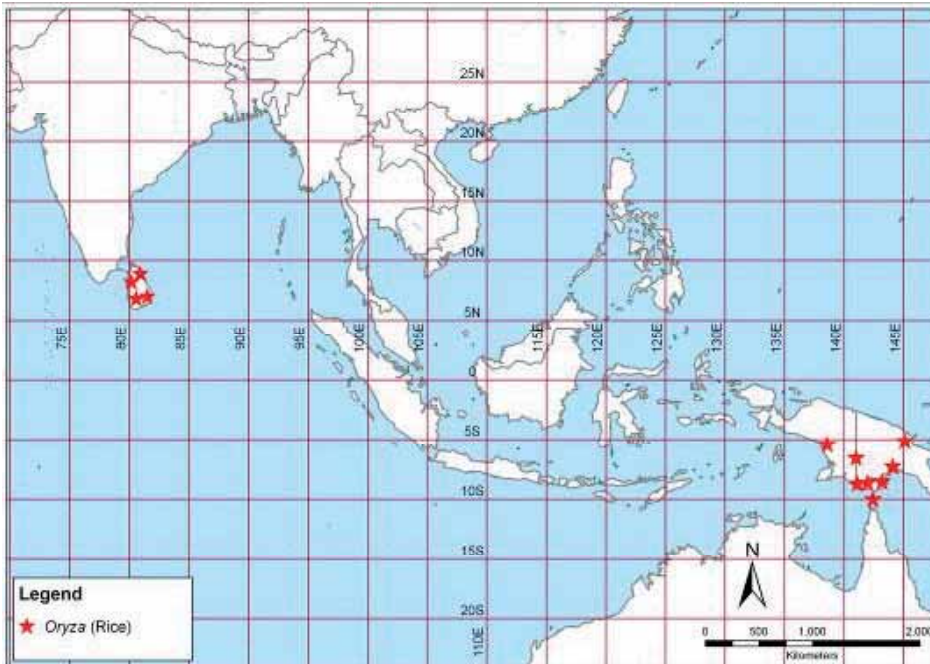 25N
20N
15N
10N
5N
75E
80E
85E
90E
95E
100E
105E
115E
120E
125E
130E
135E
140E
145E
0
5S
10S
15S
20S
110E
N
Legend
Oryza (Rice)
0 500 1,000 2,000
Kilometers